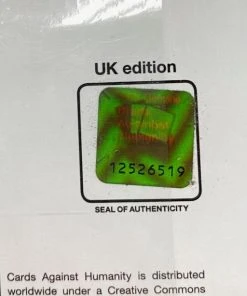 UK edition
12526519
SEAL OF AUTHENTICITY
Cards Against Humanity is distributed
worldwide under a Creative Commons